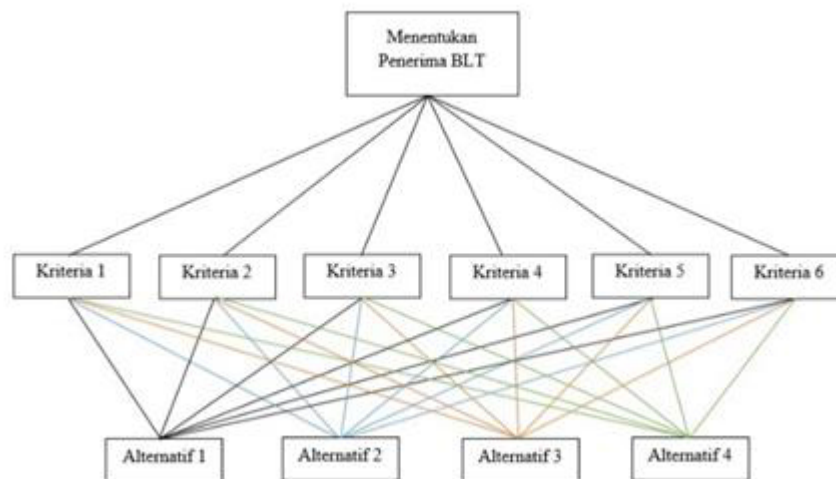 Menentukan
Penerima BLT
Kriteria 1
Kriteria 2
Kriteria 3
Kriteria 4
Kriteria 5
Kriteria 6
Alternatif 1
Alternatif 2
Alternatif 3
Alternatif 4